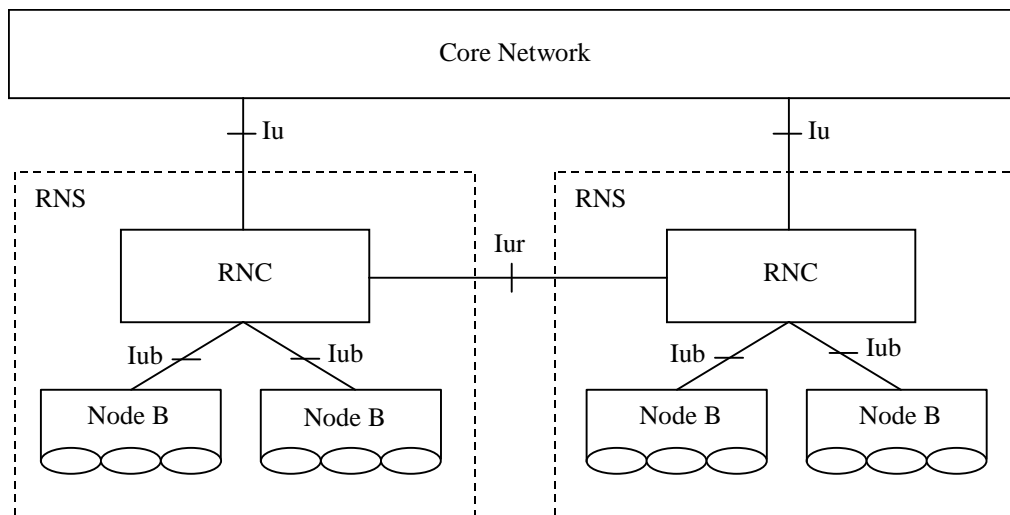 Core Network
Iu
Iu
RNS
RNS
Iur
RNC
RNC
Iub
Iub
Iub
Iub
Node B
Node B
Node B
Node B